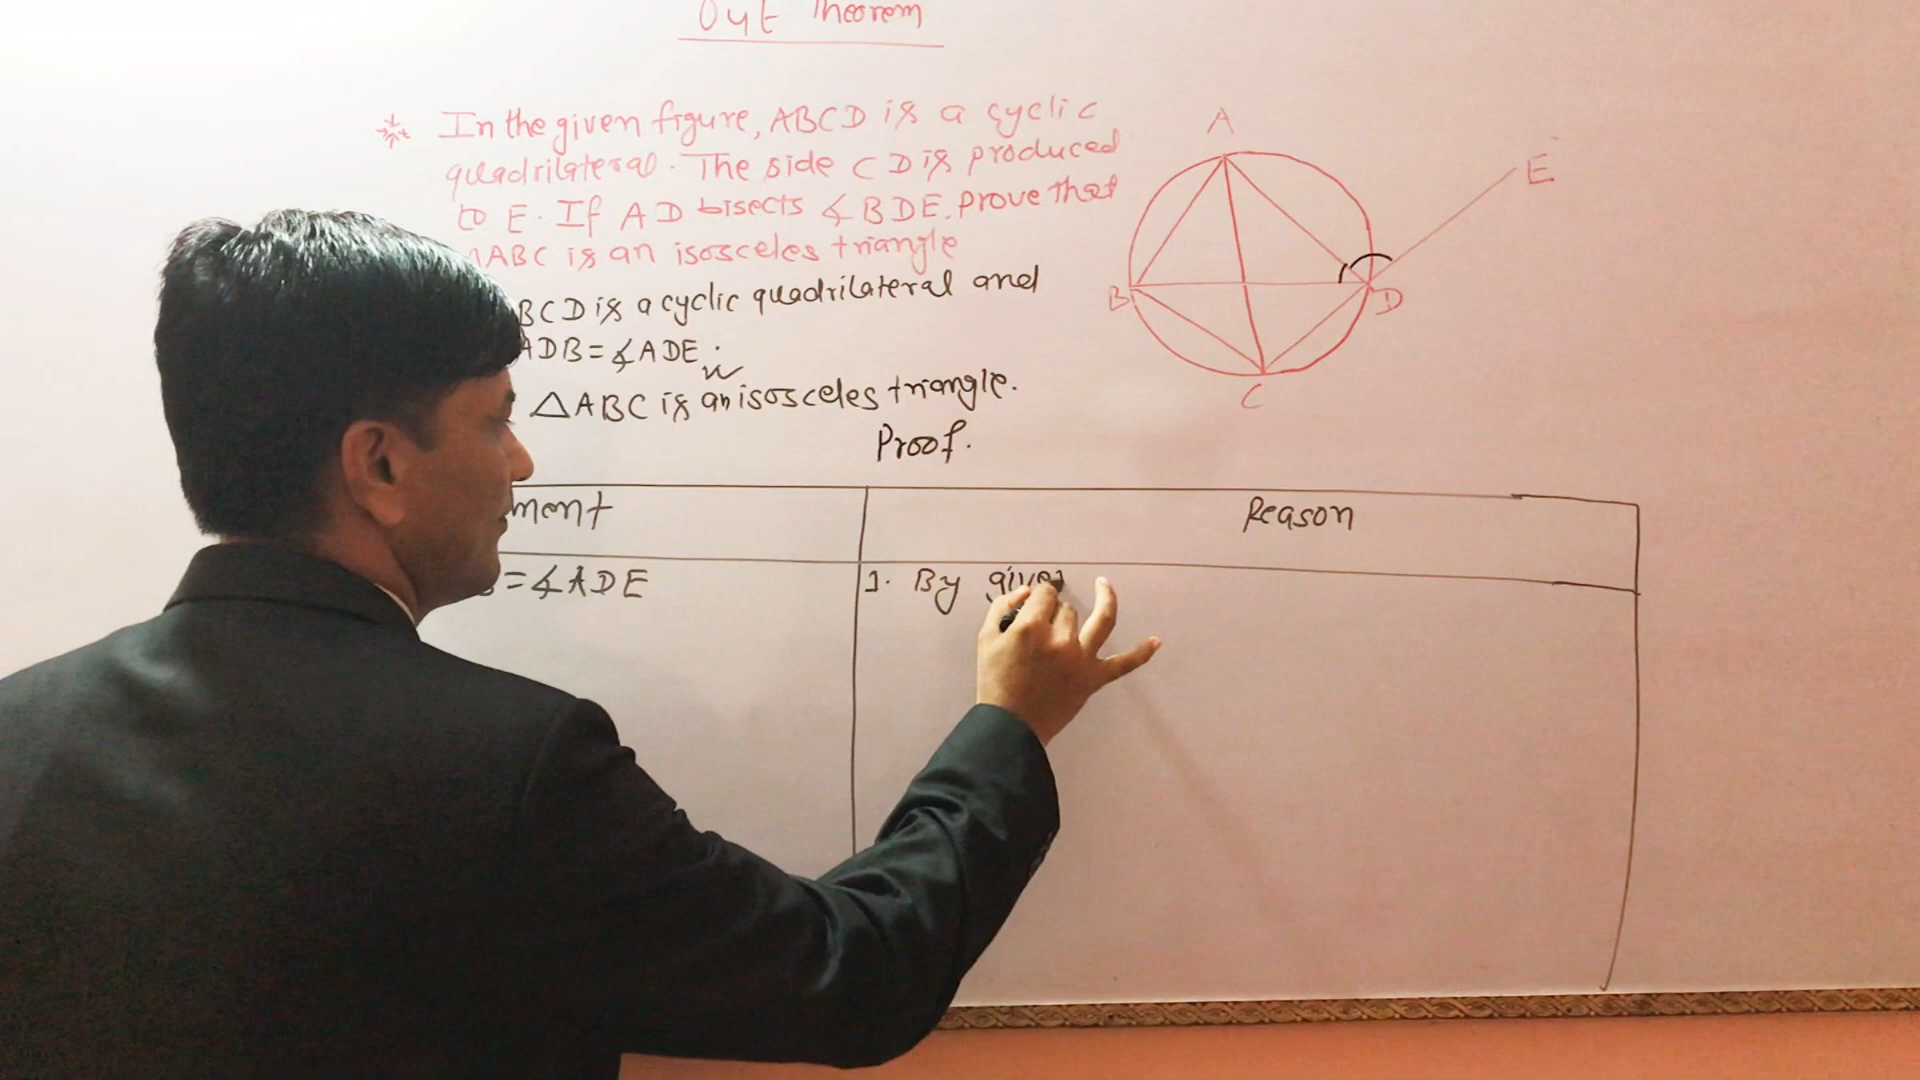 Out Theorem
* In the given figure, ABCD is a cyclic
quadrilateral. The side CD is produced
to E. If AD bisects ∡BDE. prove that
ABC is an isosceles triangle
BCD is a cyclic quadrilateral and
ADB = ∡ADE.
△ABC is an isosceles triangle.
Proof.
ment
Reason
B = ∡ADE
1. By given
A
E
B
D
C